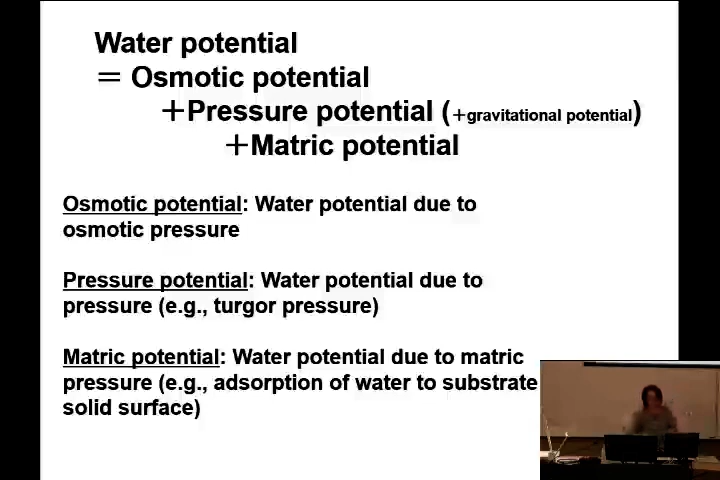 Water potential
＝ Osmotic potential
＋Pressure potential (＋gravitational potential)
＋Matric potential
Osmotic potential: Water potential due to
osmotic pressure
Pressure potential: Water potential due to
pressure (e.g., turgor pressure)
Matric potential: Water potential due to matric
pressure (e.g., adsorption of water to substrate
solid surface)